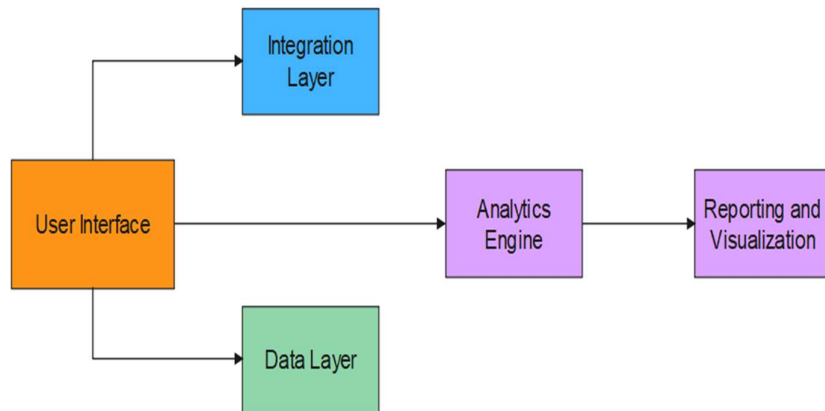 Integration
Layer
User Interface
Analytics
Engine
Reporting and
Visualization
Data Layer